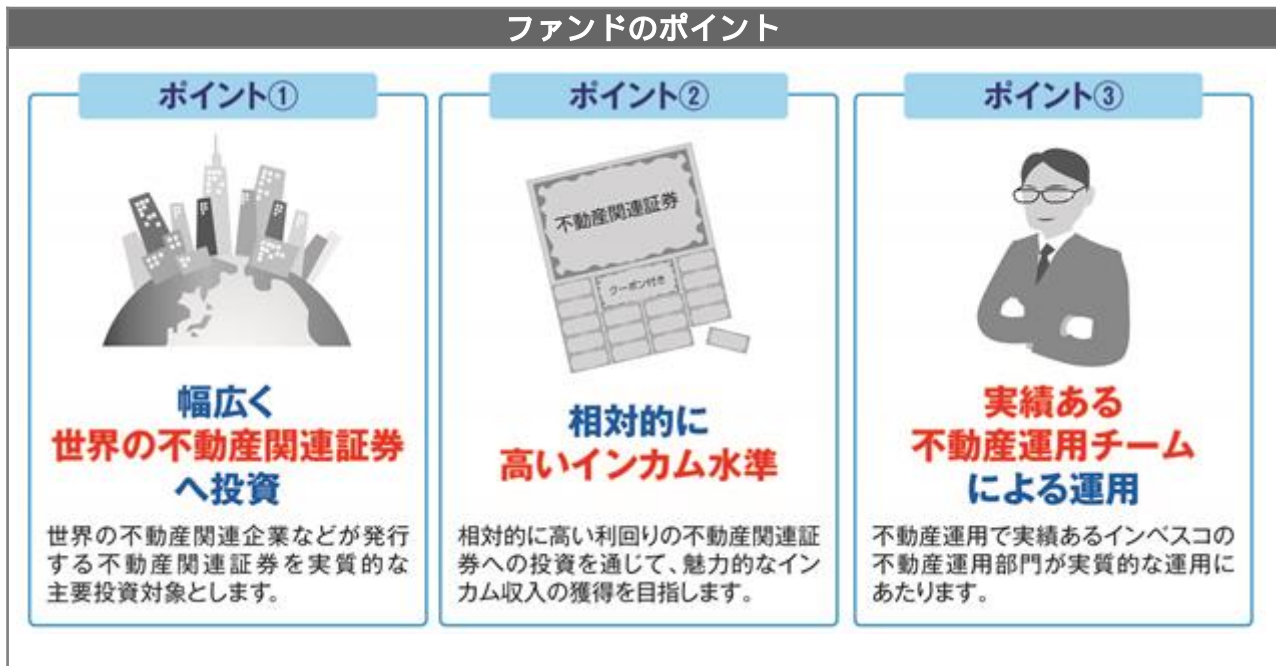 ファンドのポイント
ポイント①
不動産関連証券
クーポン付き
幅広く
世界の不動産関連証券
へ投資
世界の不動産関連企業などが発行
する不動産関連証券を実質的な
主要投資対象とします。
ポイント②
相対的に
高いインカム水準
相対的に高い利回りの不動産関連証
券への投資を通じて、魅力的なイン
カム収入の獲得を目指します。
ポイント③
実績ある
不動産運用チーム
による運用
不動産運用で実績あるインベスコの
不動産運用部門が実質的な運用に
あたります。